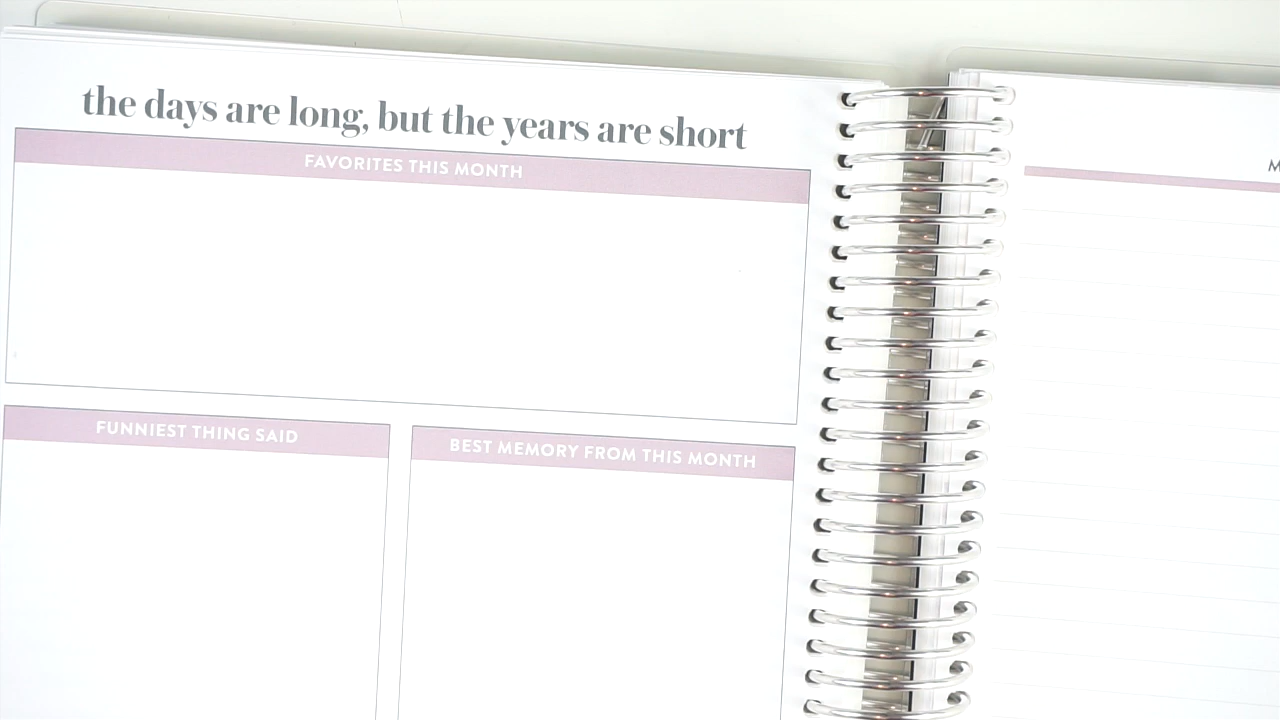 the days are long, but the years are short
FAVORITES THIS MONTH
FUNNIEST THING SAID
BEST MEMORY FROM THIS MONTH